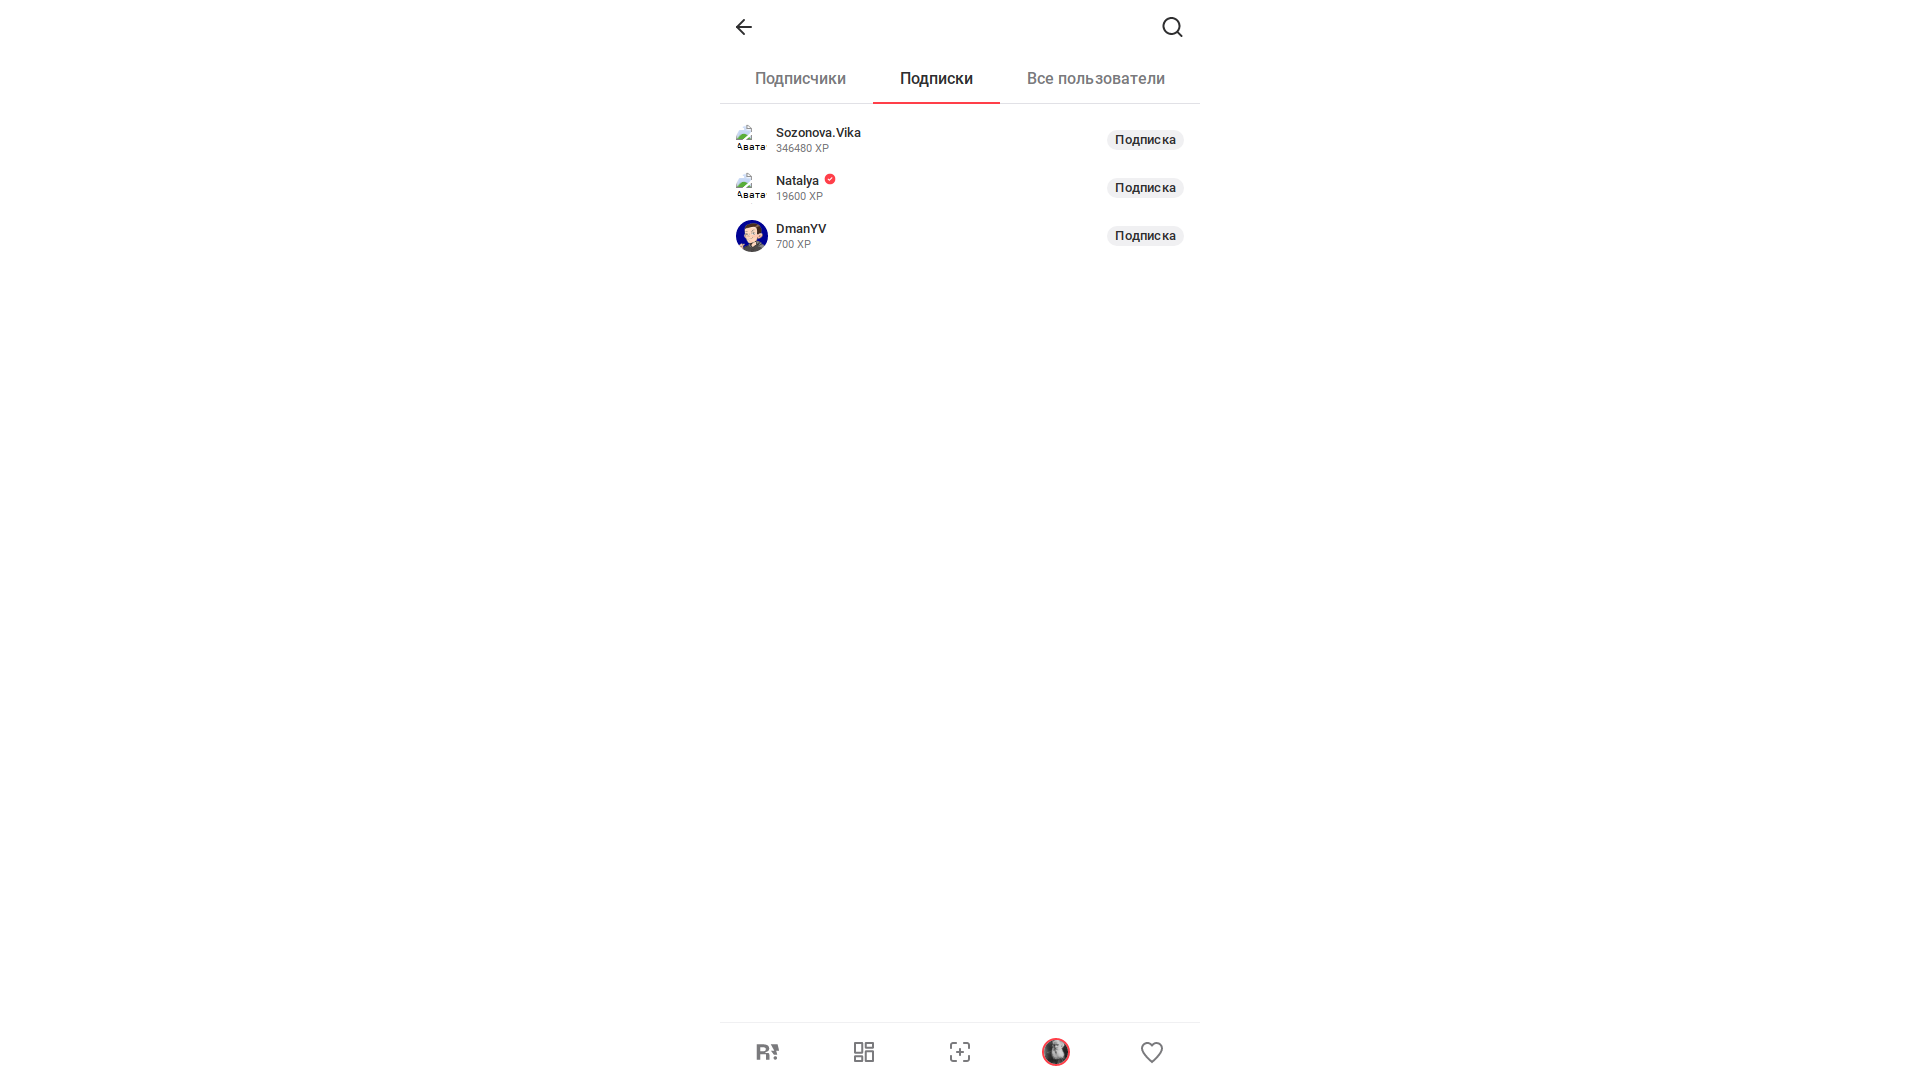 Подписчики Подписки Все пользователи
Авата Sozonova.Vika Подписка
346480 XP
Авата Natalya Подписка
19600 XP
DmanYV Подписка
700 XP
R!